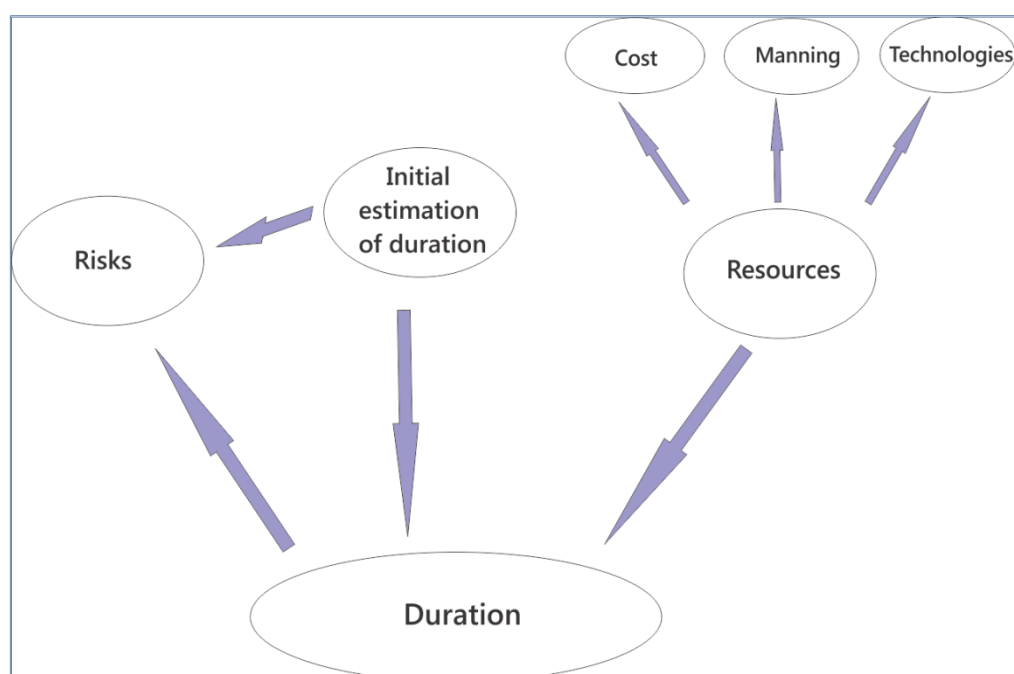 Cost
Manning
Technologies
Initial
estimation
of duration
Risks
Resources
Duration